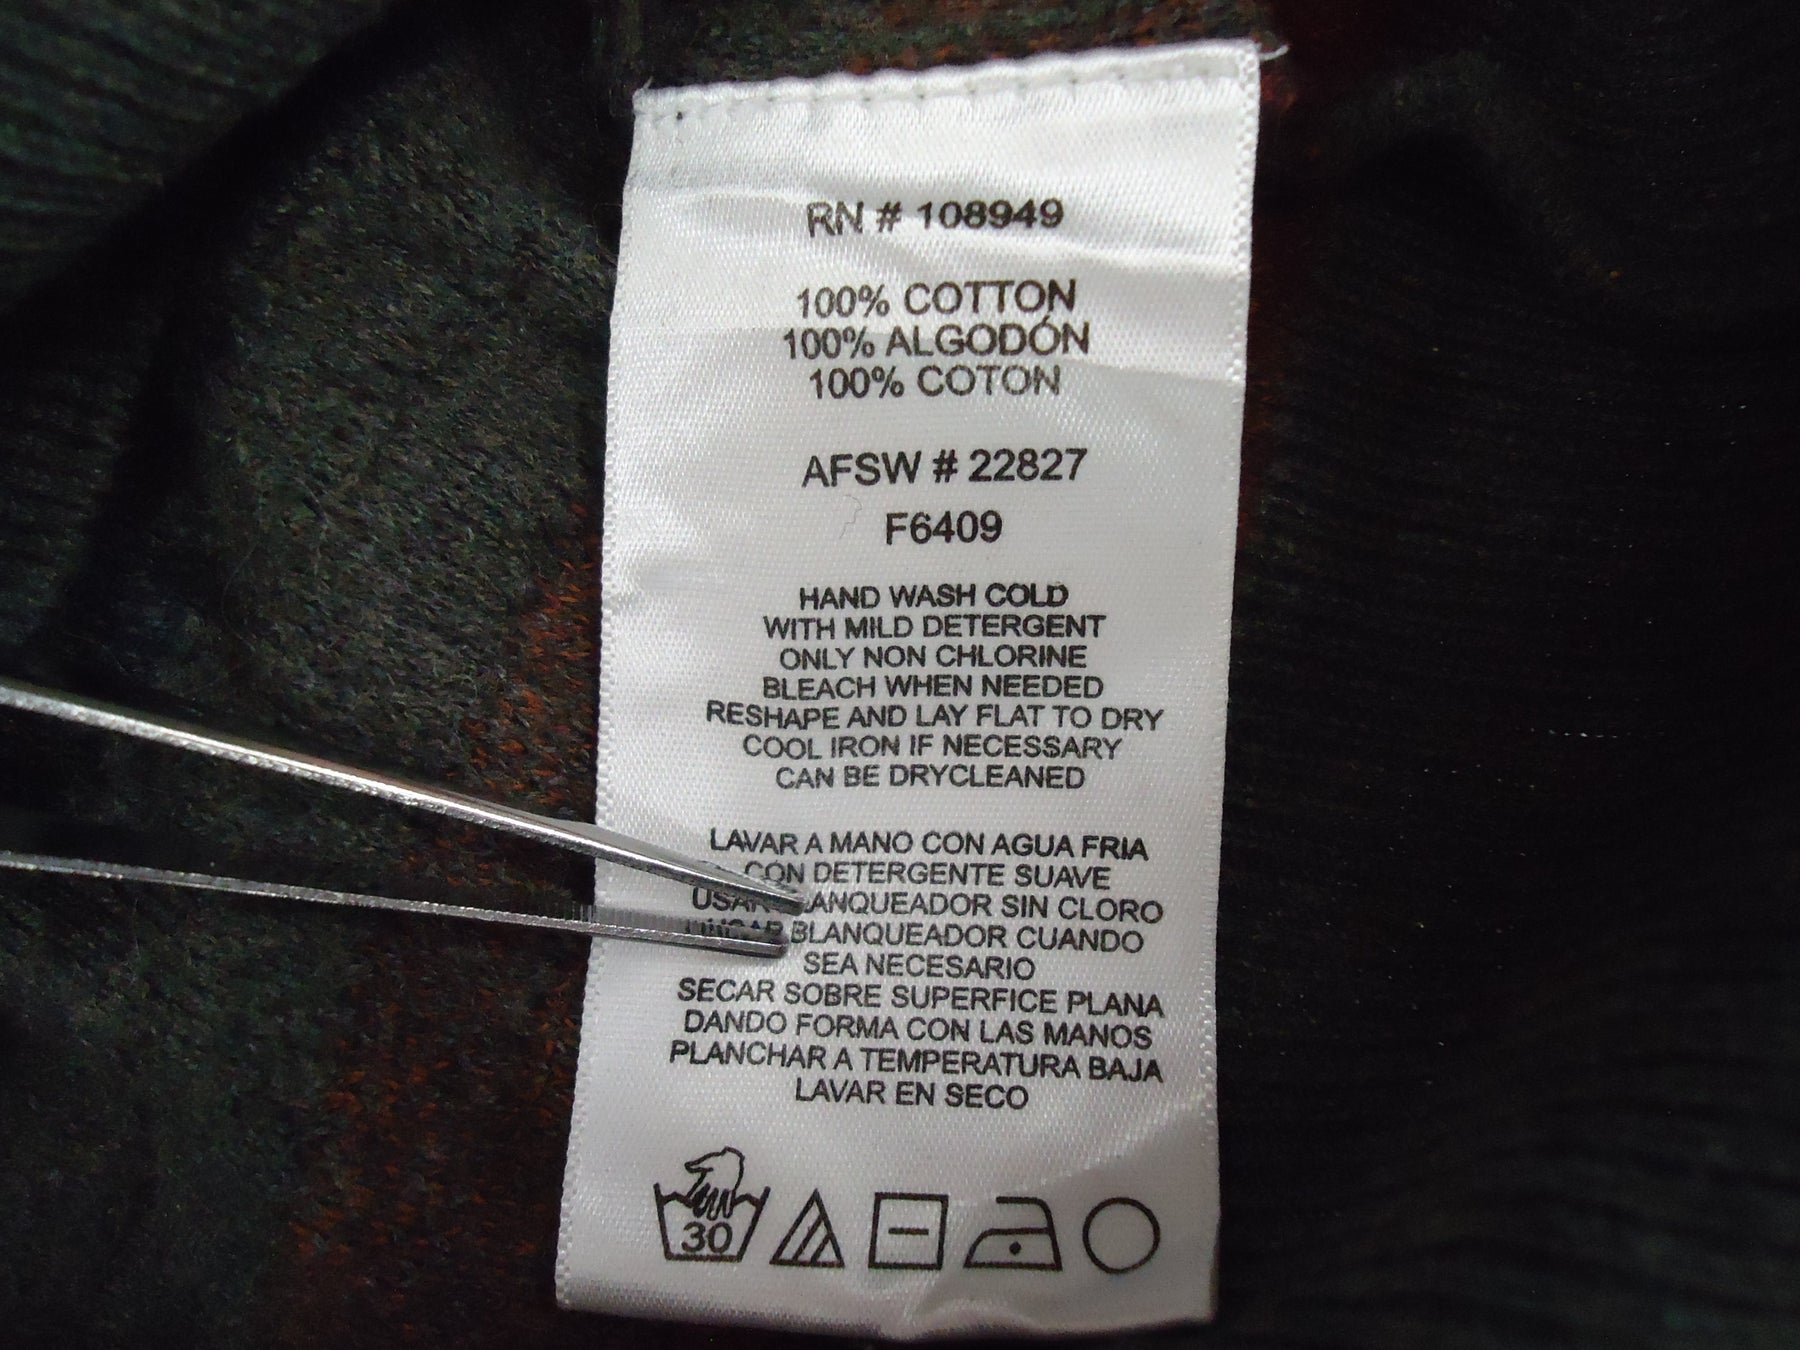 RN # 108949
100% COTTON
100% ALGODÓN
100% COTON
AFSW # 22827
F6409
HAND WASH COLD
WITH MILD DETERGENT
ONLY NON CHLORINE
BLEACH WHEN NEEDED
RESHAPE AND LAY FLAT TO DRY
COOL IRON IF NECESSARY
CAN BE DRYCLEANED
LAVAR A MANO CON AGUA FRIA
CON DETERGENTE SUAVE
USAR BLANQUEADOR SIN CLORO
BLANQUEADOR CUANDO
SEA NECESARIO
SECAR SOBRE SUPERFICE PLANA
DANDO FORMA CON LAS MANOS
PLANCHAR A TEMPERATURA BAJA
LAVAR EN SECO
30